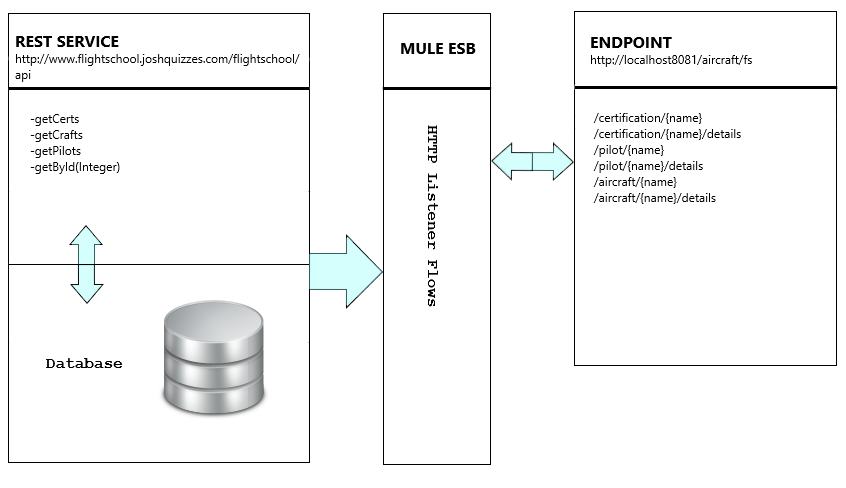 REST SERVICE
http://www.flightschool.joshquizzes.com/flightschool/
api
-getCerts
-getCrafts
-getPilots
-getById(Integer)
Database
MULE ESB
HTTP Listener Flows
ENDPOINT
http://localhost8081/aircraft/fs
/certification/{name}
/certification/{name}/details
/pilot/{name}
/pilot/{name}/details
/aircraft/{name}
/aircraft/{name}/details